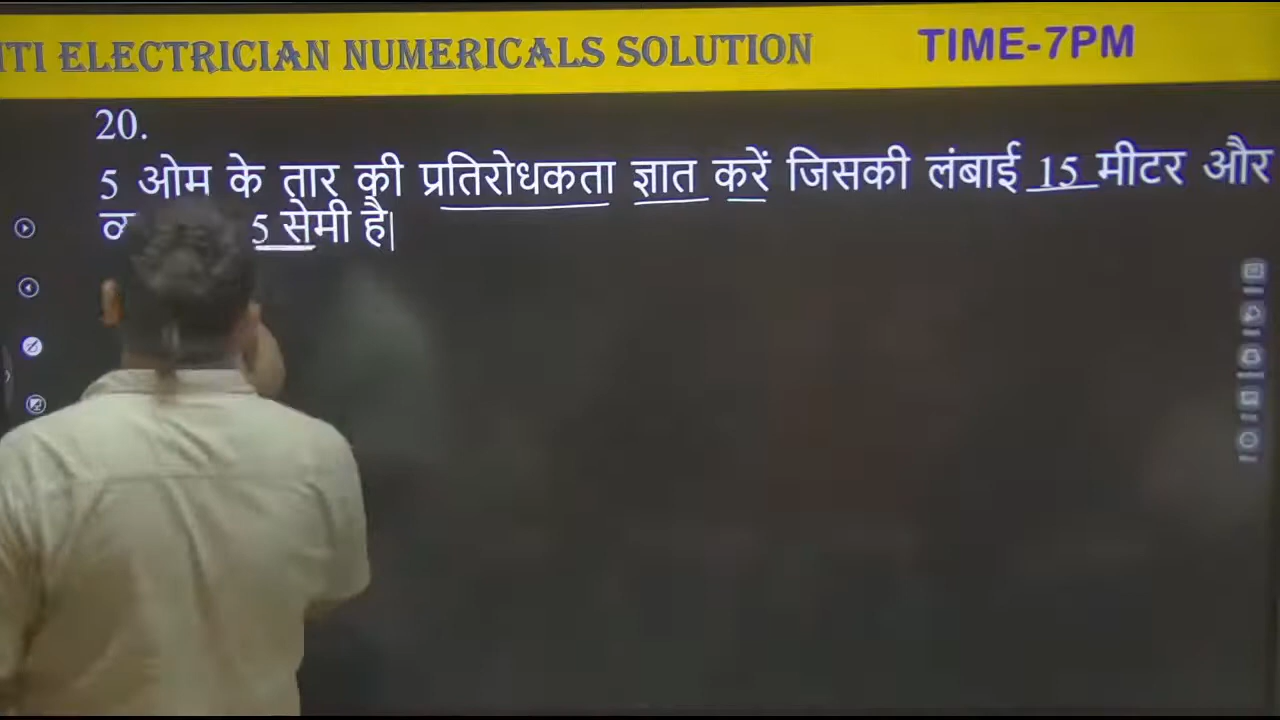 ITI ELECTRICIAN NUMERICALS SOLUTION TIME-7PM
20.
5 ओम के तार की प्रतिरोधकता ज्ञात करें जिसकी लंबाई 15 मीटर और
5 सेमी है|